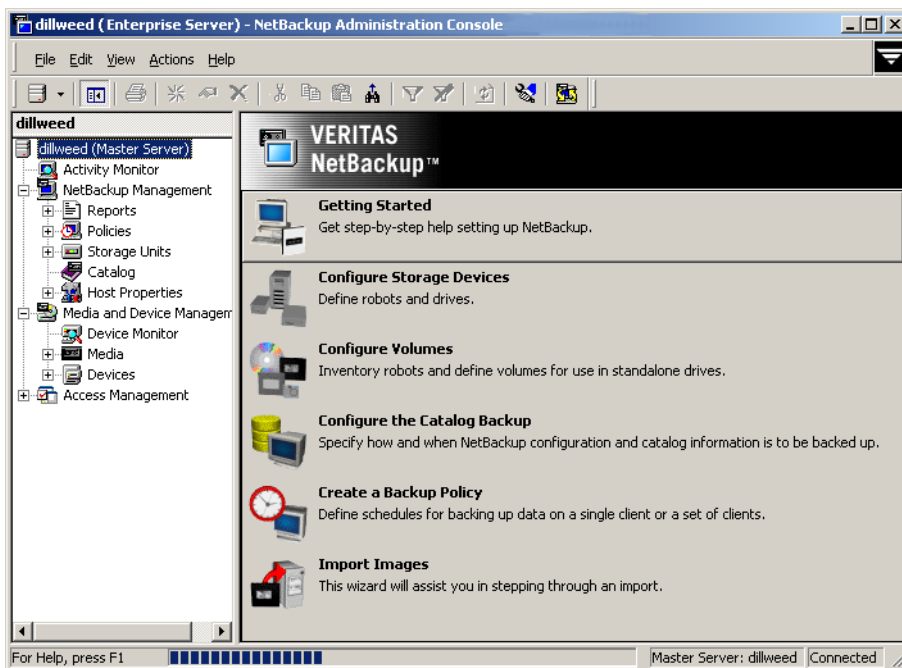 dillweed (Enterprise Server) - NetBackup Administration Console
File Edit View Actions Help
dillweed
dillweed (Master Server)
Activity Monitor
NetBackup Management
Reports
Policies
Storage Units
Catalog
Host Properties
Media and Device Managem
Device Monitor
Media
Devices
Access Management
VERITAS
NetBackup™
Getting Started
Get step-by-step help setting up NetBackup.
Configure Storage Devices
Define robots and drives.
Configure Volumes
Inventory robots and define volumes for use in standalone drives.
Configure the Catalog Backup
Specify how and when NetBackup configuration and catalog information is to be backed up.
Create a Backup Policy
Define schedules for backing up data on a single client or a set of clients.
Import Images
This wizard will assist you in stepping through an import.
For Help, press F1
Master Server: dillweed
Connected